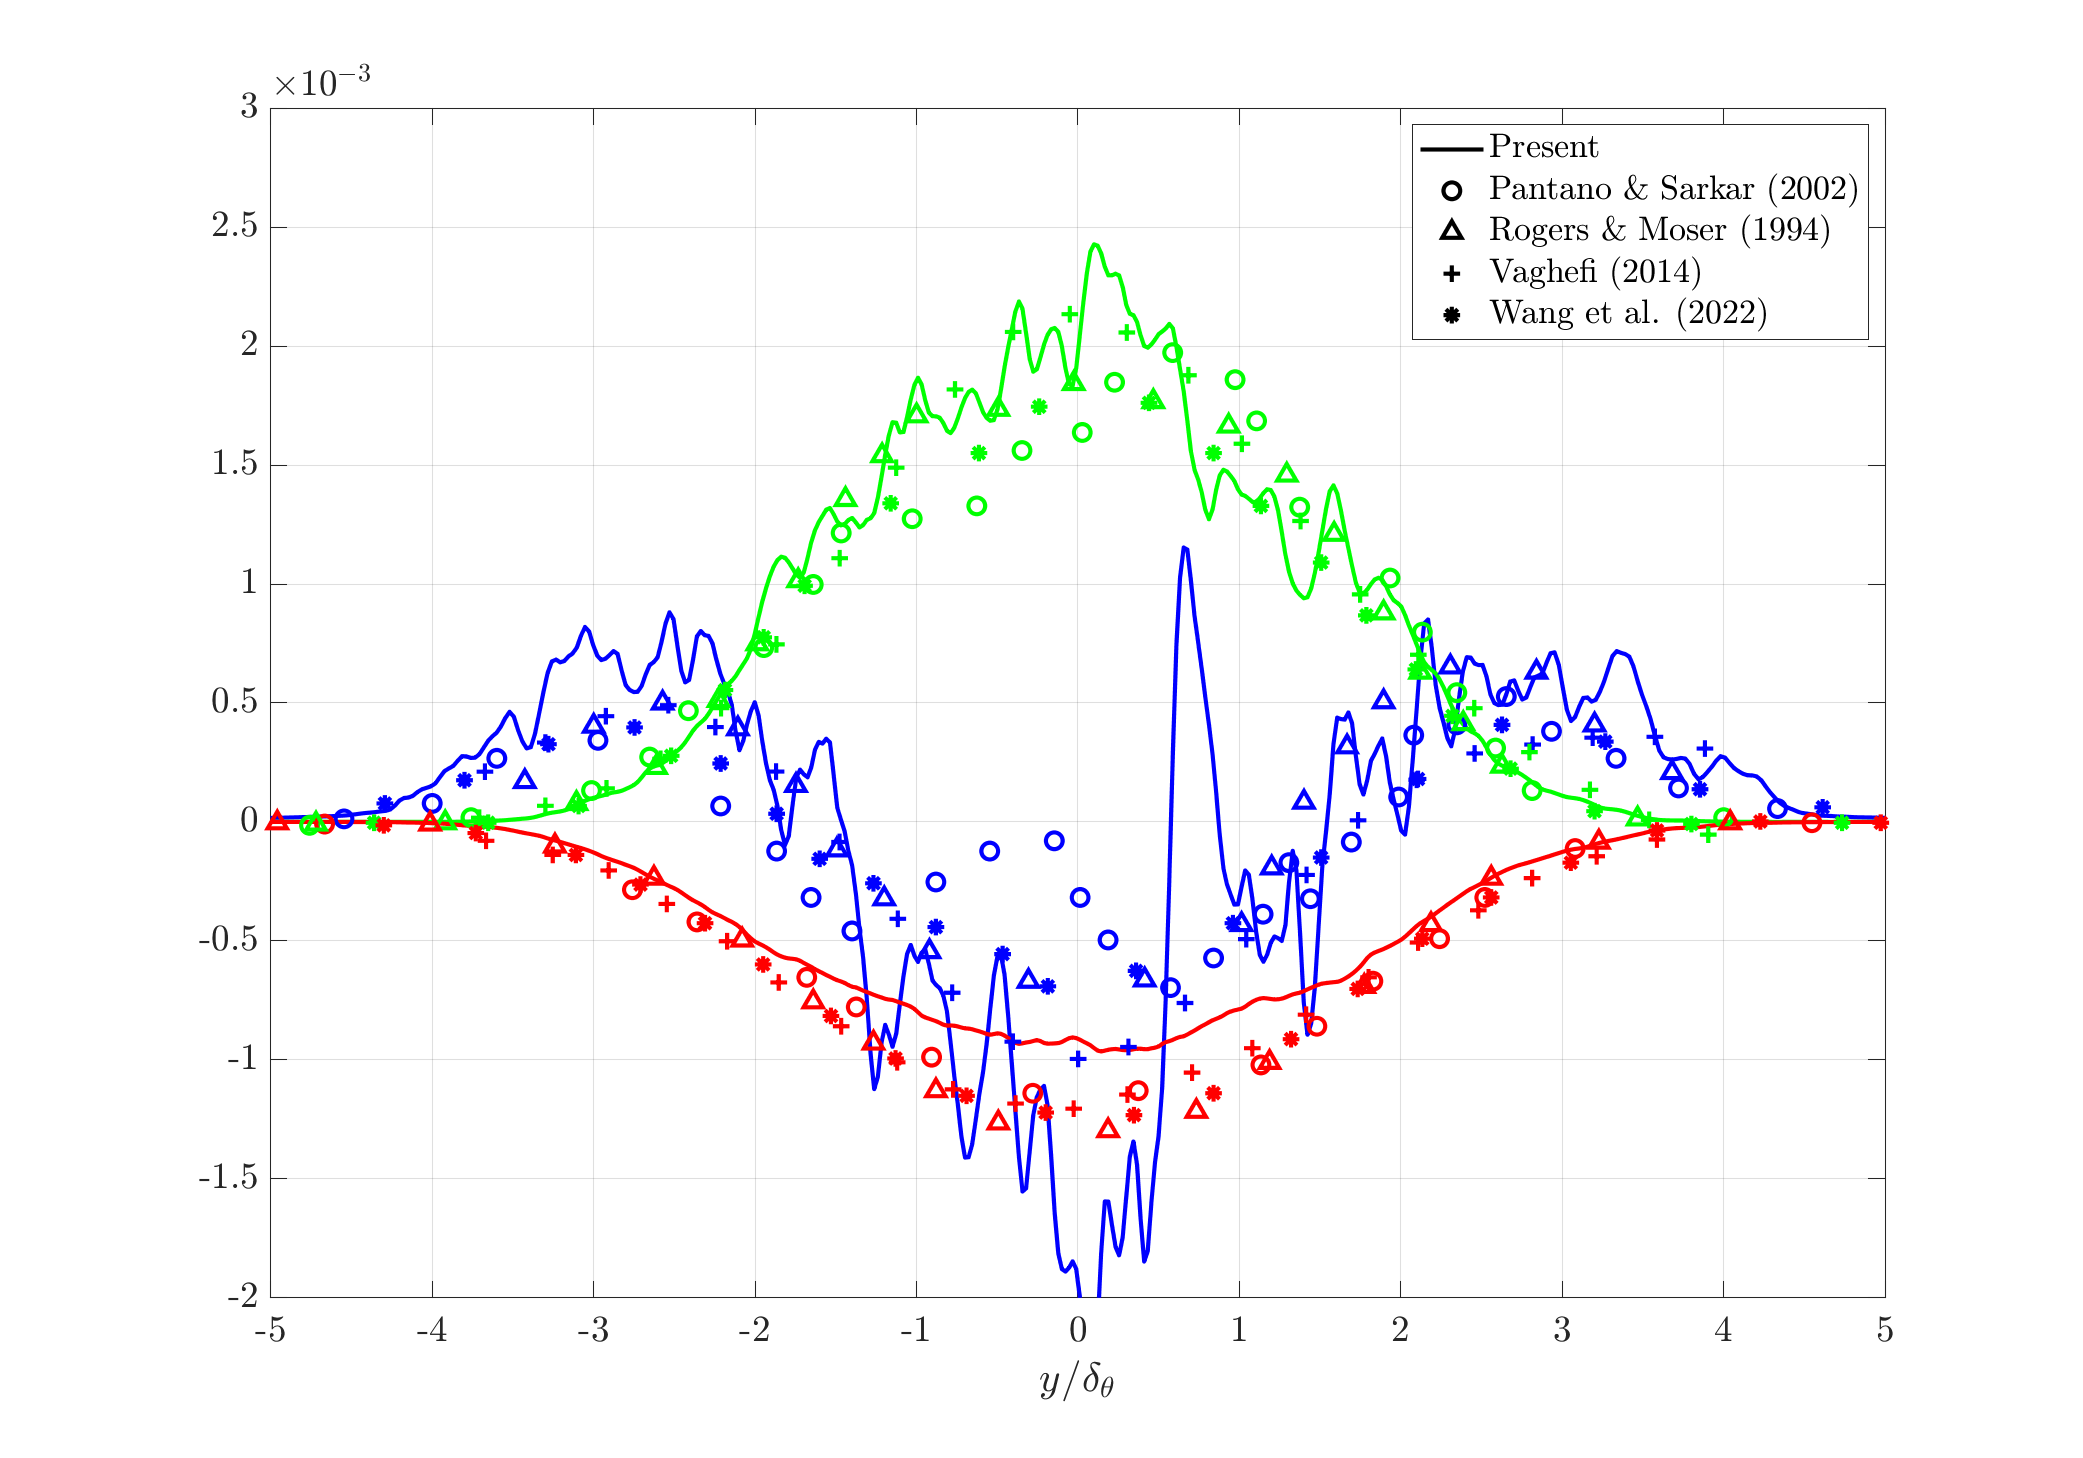 ×10⁻³
3
2.5
2
1.5
1
0.5
0
-0.5
-1
-1.5
-2
-5 -4 -3 -2 -1 0 1 2 3 4 5
y/δ_θ
Present
Pantano & Sarkar (2002)
Rogers & Moser (1994)
Vaghefi (2014)
Wang et al. (2022)